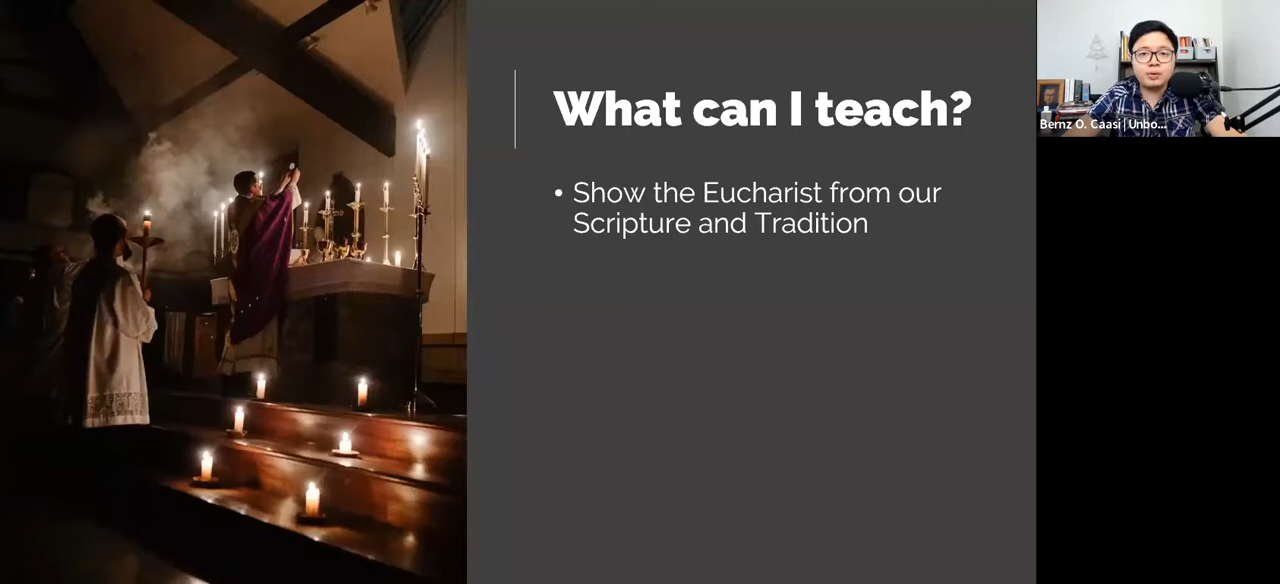 What can I teach?
• Show the Eucharist from our
Scripture and Tradition
Bernz O. Caasi | Unbo...